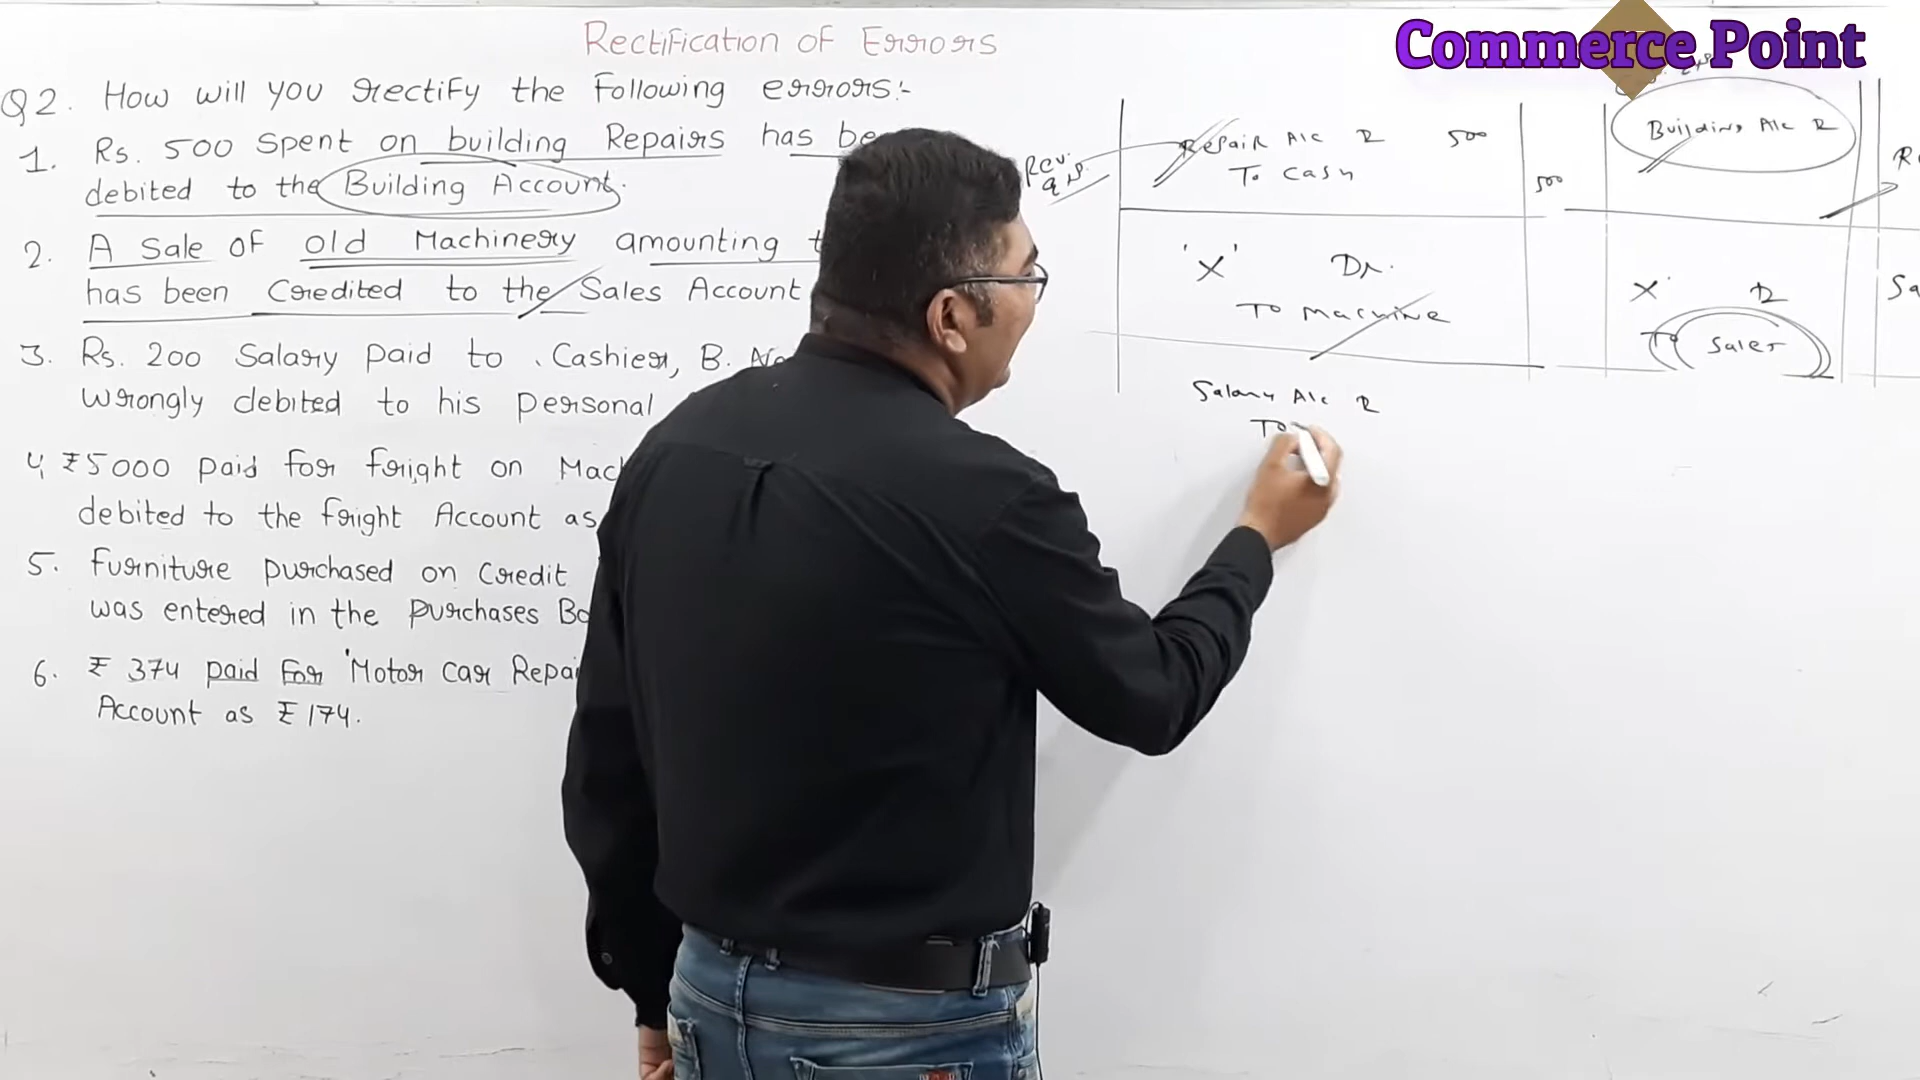 Rectification of Errors
Commerce Point
Q2. How will you rectify the following errors:-
1. Rs. 500 spent on building Repairs has be
debited to the Building Account.
2. A Sale of old Machinery amounting t
has been Credited to the Sales Account
3. Rs. 200 Salary paid to Cashier, B.
wrongly debited to his personal
4, ₹5000 paid for fright on Mac
debited to the fright Account as
5. Furniture purchased on Credit
was entered in the purchases Bo
6. ₹ 374 paid for 'Motor car Repai
Account as ₹174.
Rev.
Repair A/c R 500
To Cash 500
'X' Dr.
To Machine
Salary A/c R
To
Building A/c R
X R
To Sales
R
Sa